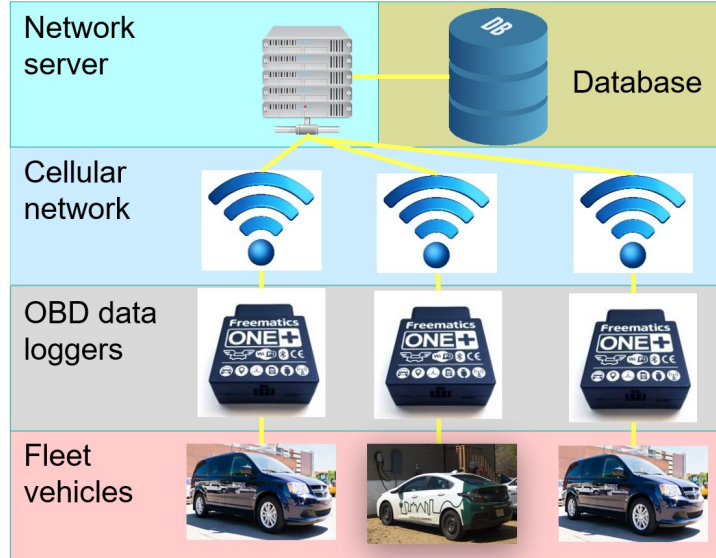 Network
server
DB
Database
Cellular
network
OBD data
loggers
Freematics
ONE+
Freematics
ONE+
Freematics
ONE+
Fleet
vehicles